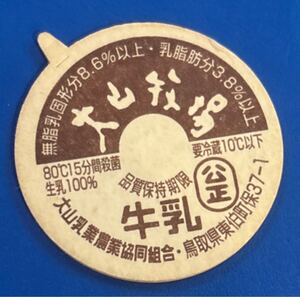 無脂乳固形分8.6%以上・乳脂肪分3.8%以上
大山牧場
80℃15分間殺菌
生乳100%
要冷蔵10℃以下
公正
品質保持期限
牛乳
大山乳業農業協同組合・鳥取県東伯町保37-1